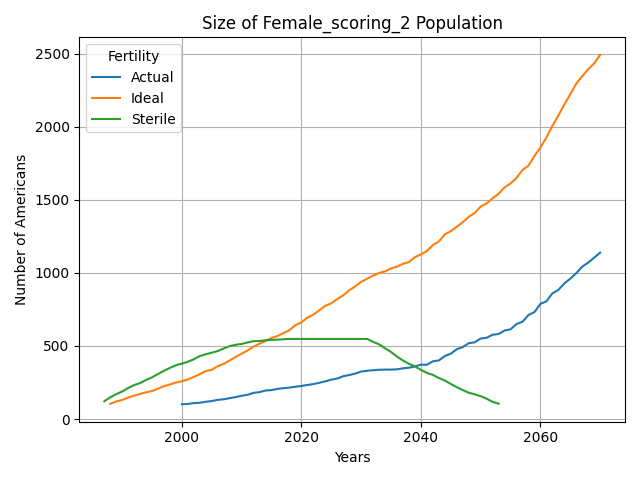 Size of Female_scoring_2 Population
Fertility
Actual
Ideal
Sterile
Number of Americans
2500
2000
1500
1000
500
0
2000
2020
2040
2060
Years